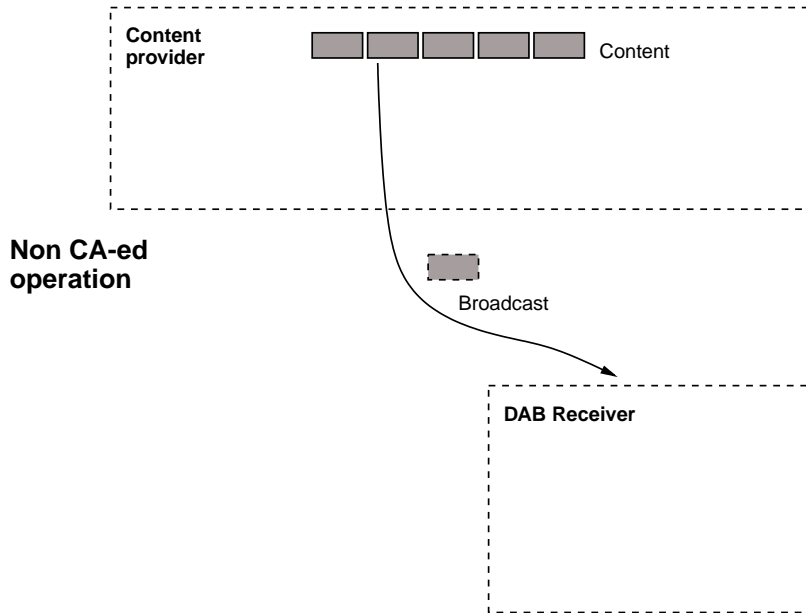 Content
provider
Content
Non CA-ed
operation
Broadcast
DAB Receiver